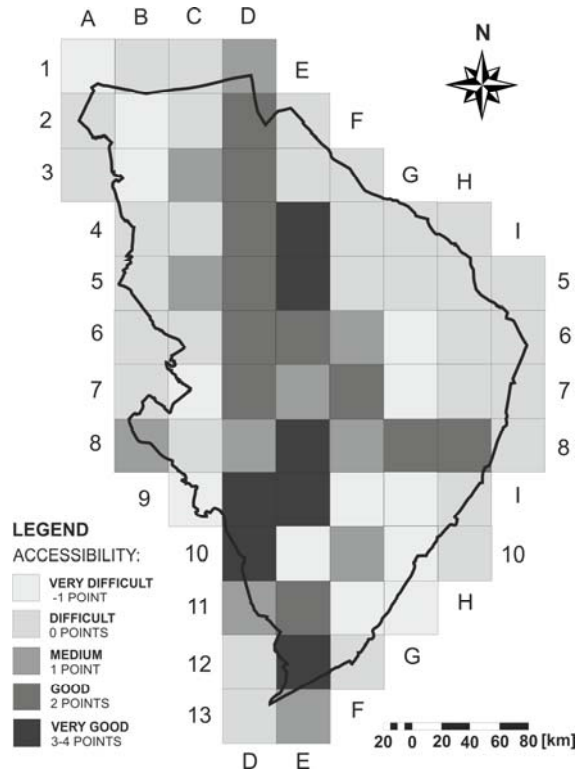 A B C D
N
1 E
2 F
3 G H
4 I
5 5
6 6
7 7
8 8
9 I
LEGEND
ACCESSIBILITY:
10 10
VERY DIFFICULT
-1 POINT
11 H
DIFFICULT
0 POINTS
MEDIUM
1 POINT
12 G
GOOD
2 POINTS
13 F
VERY GOOD
3-4 POINTS
20 0 20 40 60 80 [km]
D E